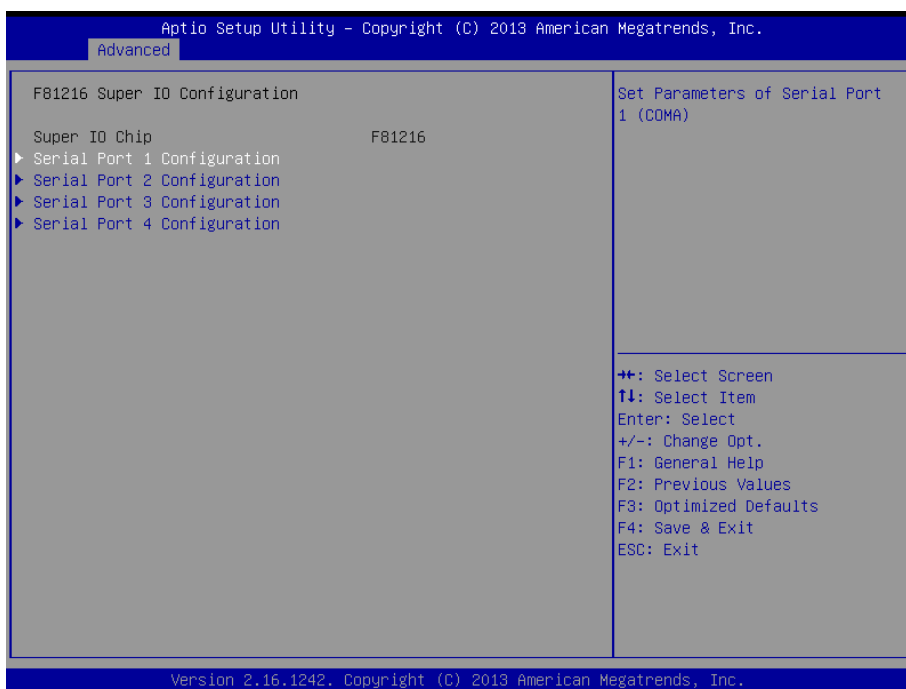 Aptio Setup Utility – Copyright (C) 2013 American Megatrends, Inc.
Advanced
F81216 Super IO Configuration
Super IO Chip F81216
▶ Serial Port 1 Configuration
▶ Serial Port 2 Configuration
▶ Serial Port 3 Configuration
▶ Serial Port 4 Configuration
Set Parameters of Serial Port
1 (COMA)
→←: Select Screen
↑↓: Select Item
Enter: Select
+/-: Change Opt.
F1: General Help
F2: Previous Values
F3: Optimized Defaults
F4: Save & Exit
ESC: Exit
Version 2.16.1242. Copyright (C) 2013 American Megatrends, Inc.